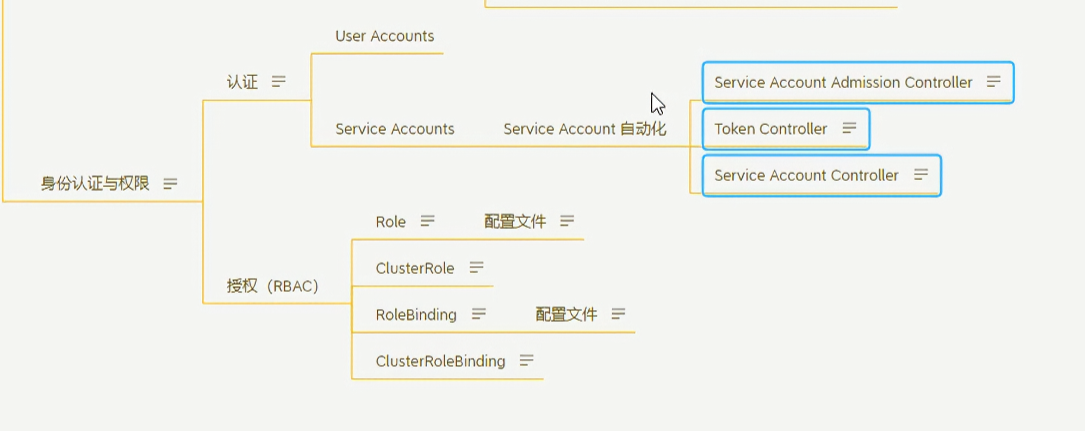 User Accounts
认证
Service Account Admission Controller
Service Accounts Service Account 自动化 Token Controller
身份认证与权限
Service Account Controller
Role 配置文件
ClusterRole
授权（RBAC）
RoleBinding 配置文件
ClusterRoleBinding